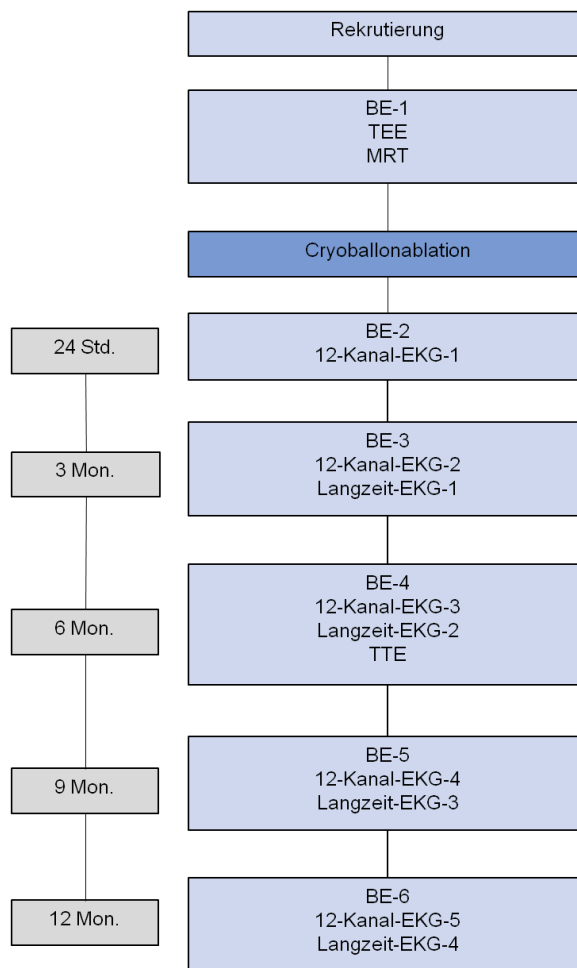 Rekrutierung
BE-1
TEE
MRT
Cryoballonablation
24 Std.
BE-2
12-Kanal-EKG-1
3 Mon.
BE-3
12-Kanal-EKG-2
Langzeit-EKG-1
6 Mon.
BE-4
12-Kanal-EKG-3
Langzeit-EKG-2
TTE
9 Mon.
BE-5
12-Kanal-EKG-4
Langzeit-EKG-3
12 Mon.
BE-6
12-Kanal-EKG-5
Langzeit-EKG-4